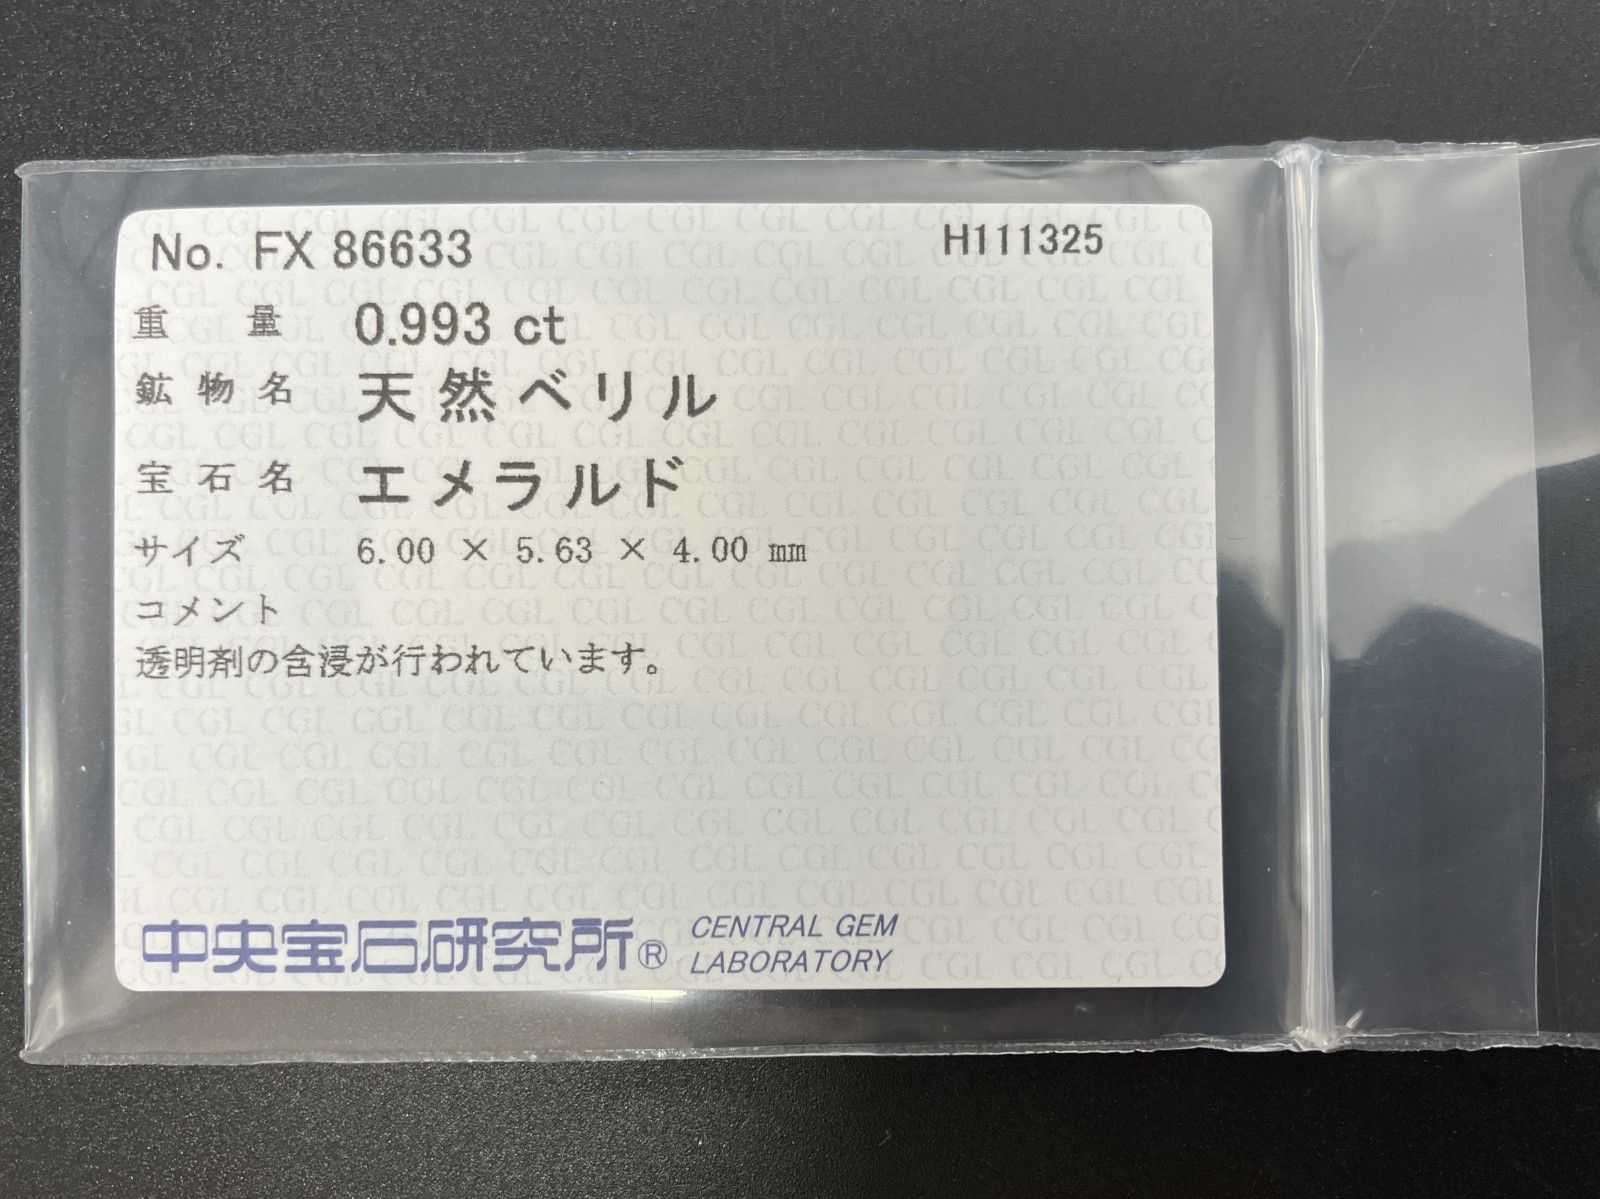 No. FX 86633 H111325
重量 0.993 ct
鉱物名 天然ベリル
宝石名 エメラルド
サイズ 6.00 × 5.63 × 4.00 ㎜
コメント
透明剤の含浸が行われています。
中央宝石研究所® CENTRAL GEM
LABORATORY